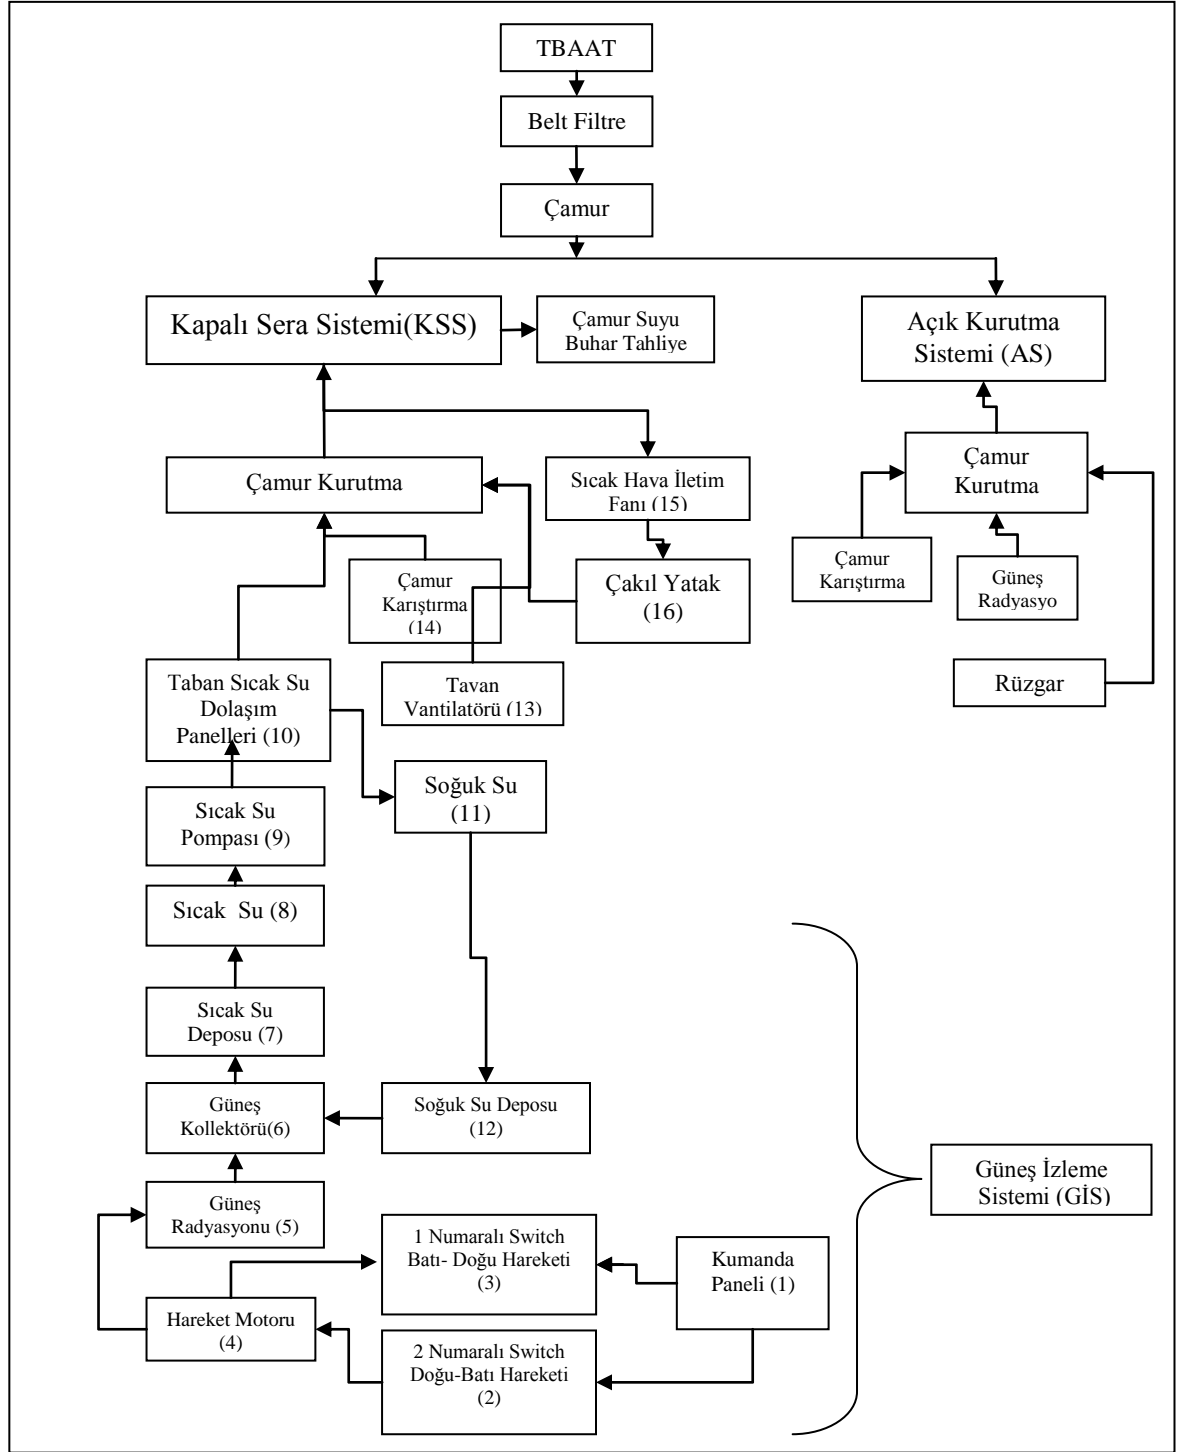 TBAAT
Belt Filtre
Çamur
Kapalı Sera Sistemi(KSS)
Çamur Suyu
Buhar Tahliye
Açık Kurutma
Sistemi (AS)
Çamur Kurutma
Sıcak Hava İletim
Fanı (15)
Çamur
Kurutma
Çamur
Karıştırma
(14)
Çakıl Yatak
(16)
Çamur
Karıştırma
Güneş
Radyasyo
Taban Sıcak Su
Dolaşım
Panelleri (10)
Tavan
Vantilatörü (13)
Rüzgar
Soğuk Su
(11)
Sıcak Su
Pompası (9)
Sıcak Su (8)
Sıcak Su
Deposu (7)
Güneş
Kollektörü(6)
Soğuk Su Deposu
(12)
Güneş İzleme
Sistemi (GİS)
Güneş
Radyasyonu (5)
1 Numaralı Switch
Batı- Doğu Hareketi
(3)
Kumanda
Paneli (1)
Hareket Motoru
(4)
2 Numaralı Switch
Doğu-Batı Hareketi
(2)